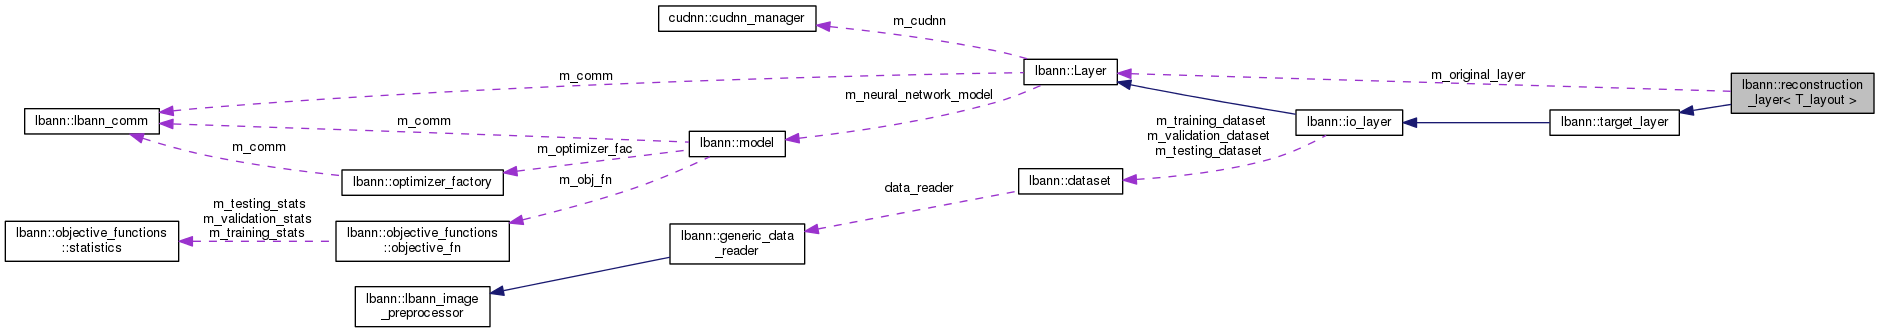 cudnn::cudnn_manager
m_cudnn
lbann::Layer
m_comm
m_original_layer
lbann::reconstruction
_layer< T_layout >
m_neural_network_model
lbann::lbann_comm
m_comm
lbann::model
m_training_dataset
m_validation_dataset
m_testing_dataset
lbann::io_layer
lbann::target_layer
m_comm
m_optimizer_fac
lbann::optimizer_factory
m_obj_fn
data_reader
lbann::dataset
m_testing_stats
m_validation_stats
m_training_stats
lbann::objective_functions
::statistics
lbann::objective_functions
::objective_fn
lbann::generic_data
_reader
lbann::lbann_image
_preprocessor